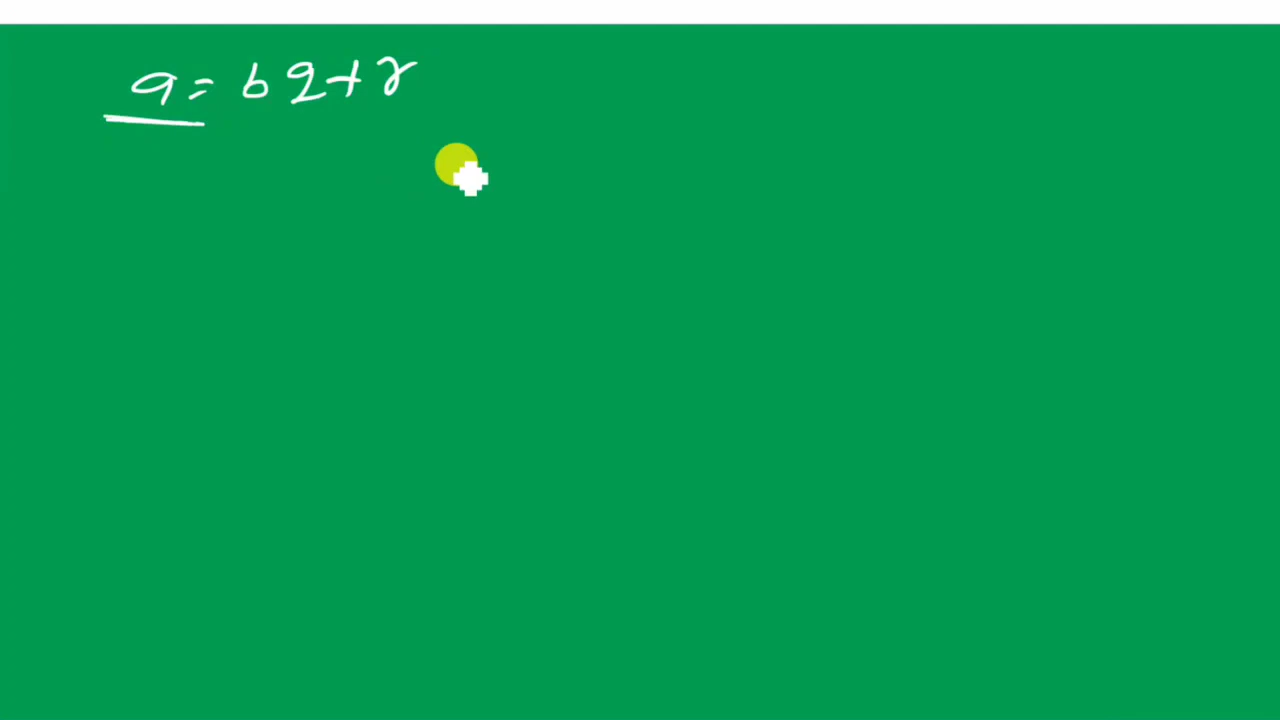 a = bq+r